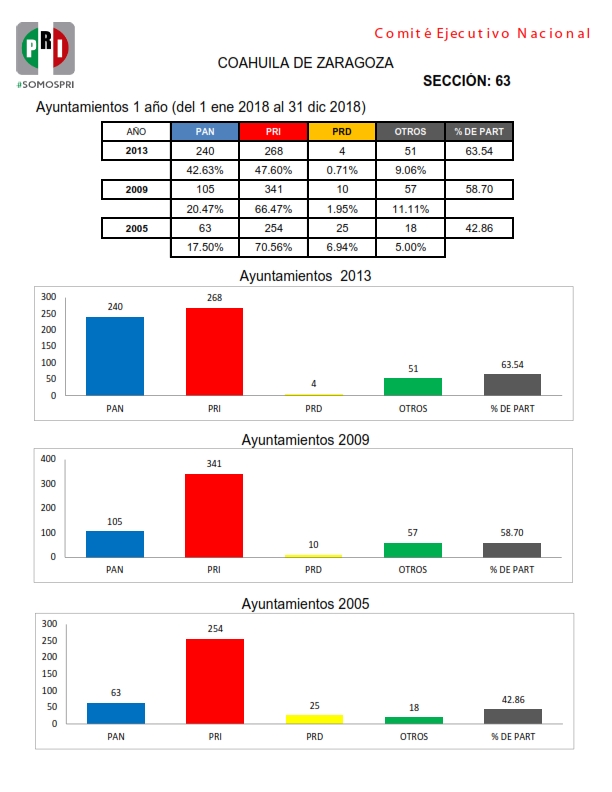 Comité Ejecutivo Nacional
PRI
#SOMOSPRI
COAHUILA DE ZARAGOZA
SECCIÒN: 63
Ayuntamientos 1 año (del 1 ene 2018 al 31 dic 2018)
AÑO PAN PRI PRD OTROS % DE PART
2013 240 268 4 51 63.54
42.63% 47.60% 0.71% 9.06%
2009 105 341 10 57 58.70
20.47% 66.47% 1.95% 11.11%
2005 63 254 25 18 42.86
17.50% 70.56% 6.94% 5.00%
Ayuntamientos 2013
300
250
200
150
100
50
0
240 268 4 51 63.54
PAN PRI PRD OTROS % DE PART
Ayuntamientos 2009
400
300
200
100
0
105 341 10 57 58.70
PAN PRI PRD OTROS % DE PART
Ayuntamientos 2005
300
250
200
150
100
50
0
63 254 25 18 42.86
PAN PRI PRD OTROS % DE PART